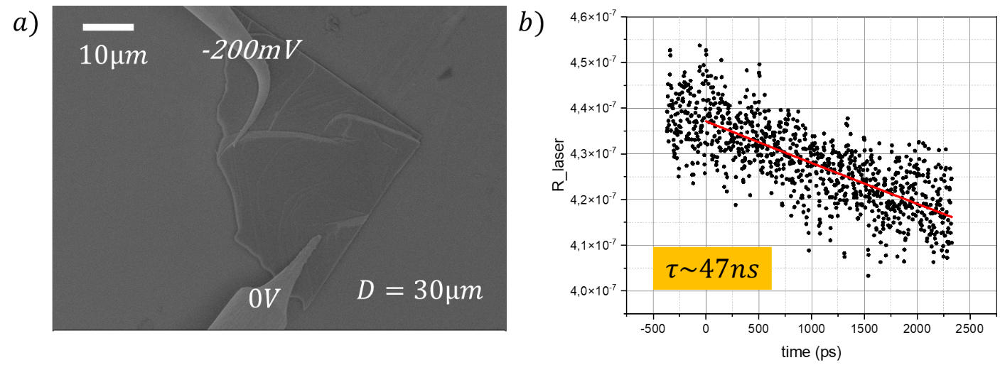 a)
10μm
-200mV
0V
D = 30μm
b)
4,6×10⁻⁷
4,5×10⁻⁷
4,4×10⁻⁷
4,3×10⁻⁷
4,2×10⁻⁷
4,1×10⁻⁷
4,0×10⁻⁷
R_laser
τ~47ns
-500 0 500 1000 1500 2000 2500
time (ps)